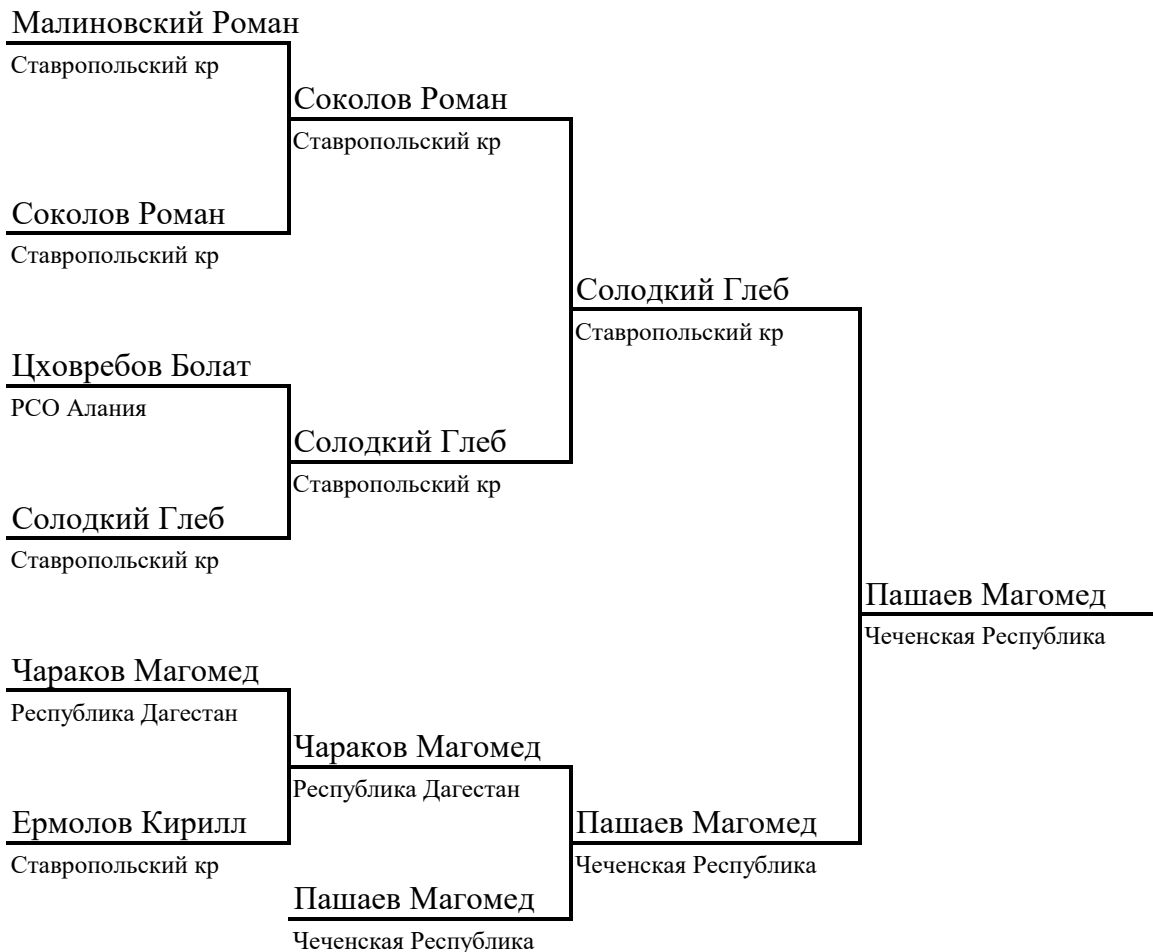 Малиновский Роман
Ставропольский кр
Соколов Роман
Ставропольский кр
Соколов Роман
Ставропольский кр
Солодкий Глеб
Ставропольский кр
Цховребов Болат
РСО Алания
Солодкий Глеб
Ставропольский кр
Солодкий Глеб
Ставропольский кр
Пашаев Магомед
Чеченская Республика
Чараков Магомед
Республика Дагестан
Чараков Магомед
Республика Дагестан
Ермолов Кирилл
Ставропольский кр
Пашаев Магомед
Чеченская Республика
Пашаев Магомед
Чеченская Республика